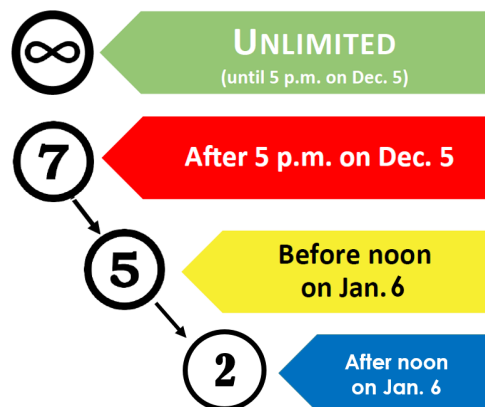 ∞
UNLIMITED
(until 5 p.m. on Dec. 5)
7
After 5 p.m. on Dec. 5
5
Before noon
on Jan. 6
2
After noon
on Jan. 6